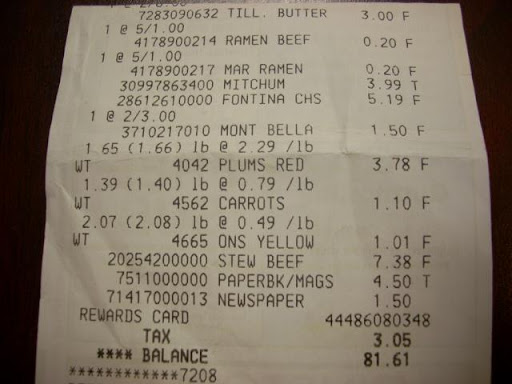 7283090632 TILL. BUTTER 3.00 F
1 @ 5/1.00
4178900214 RAMEN BEEF 0.20 F
1 @ 5/1.00
4178900217 MAR RAMEN 0.20 F
30997863400 MITCHUM 3.99 T
28612610000 FONTINA CHS 5.19 F
1 @ 2/3.00
3710217010 MONT BELLA 1.50 F
1.65 (1.66) lb @ 2.29 /lb
WT 4042 PLUMS RED 3.78 F
1.39 (1.40) lb @ 0.79 /lb
WT 4562 CARROTS 1.10 F
2.07 (2.08) lb @ 0.49 /lb
WT 4665 ONS YELLOW 1.01 F
20254200000 STEW BEEF 7.38 F
7511000000 PAPERBK/MAGS 4.50 T
71417000013 NEWSPAPER 1.50
REWARDS CARD 44486080348
TAX 3.05
**** BALANCE 81.61
************7208